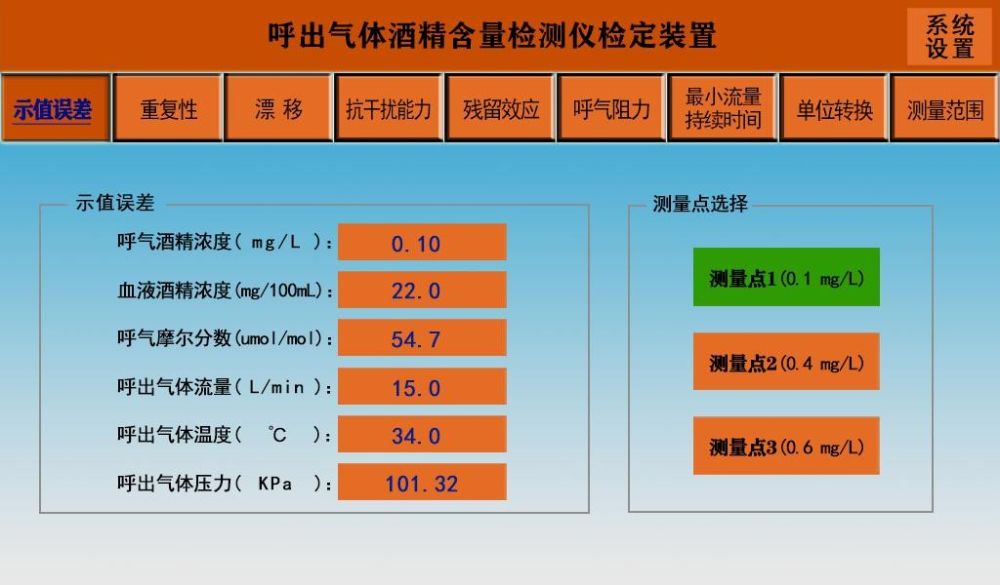 呼出气体酒精含量检测仪检定装置
系统
设置
示值误差
重复性
漂 移
抗干扰能力
残留效应
呼气阻力
最小流量
持续时间
单位转换
测量范围
示值误差
呼气酒精浓度( mg/L ): 0.10
血液酒精浓度(mg/100mL): 22.0
呼气摩尔分数(umol/mol): 54.7
呼出气体流量( L/min ): 15.0
呼出气体温度( ℃ ): 34.0
呼出气体压力( KPa ): 101.32
测量点选择
测量点1(0.1 mg/L)
测量点2(0.4 mg/L)
测量点3(0.6 mg/L)